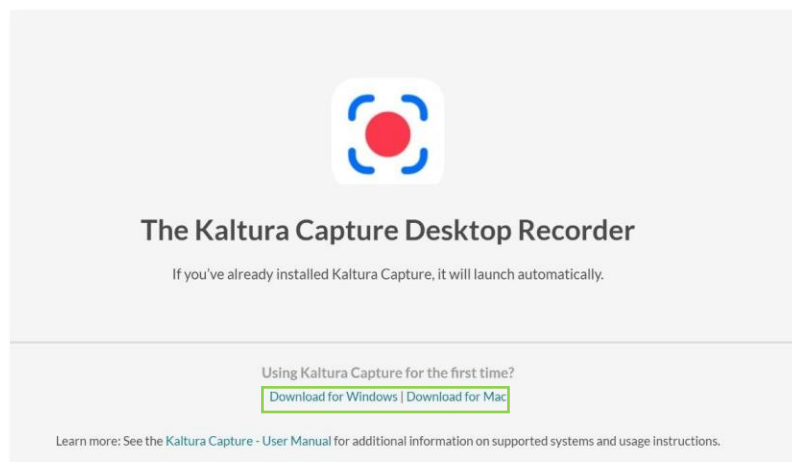 The Kaltura Capture Desktop Recorder
If you've already installed Kaltura Capture, it will launch automatically.
Using Kaltura Capture for the first time?
Download for Windows | Download for Mac
Learn more: See the Kaltura Capture - User Manual for additional information on supported systems and usage instructions.